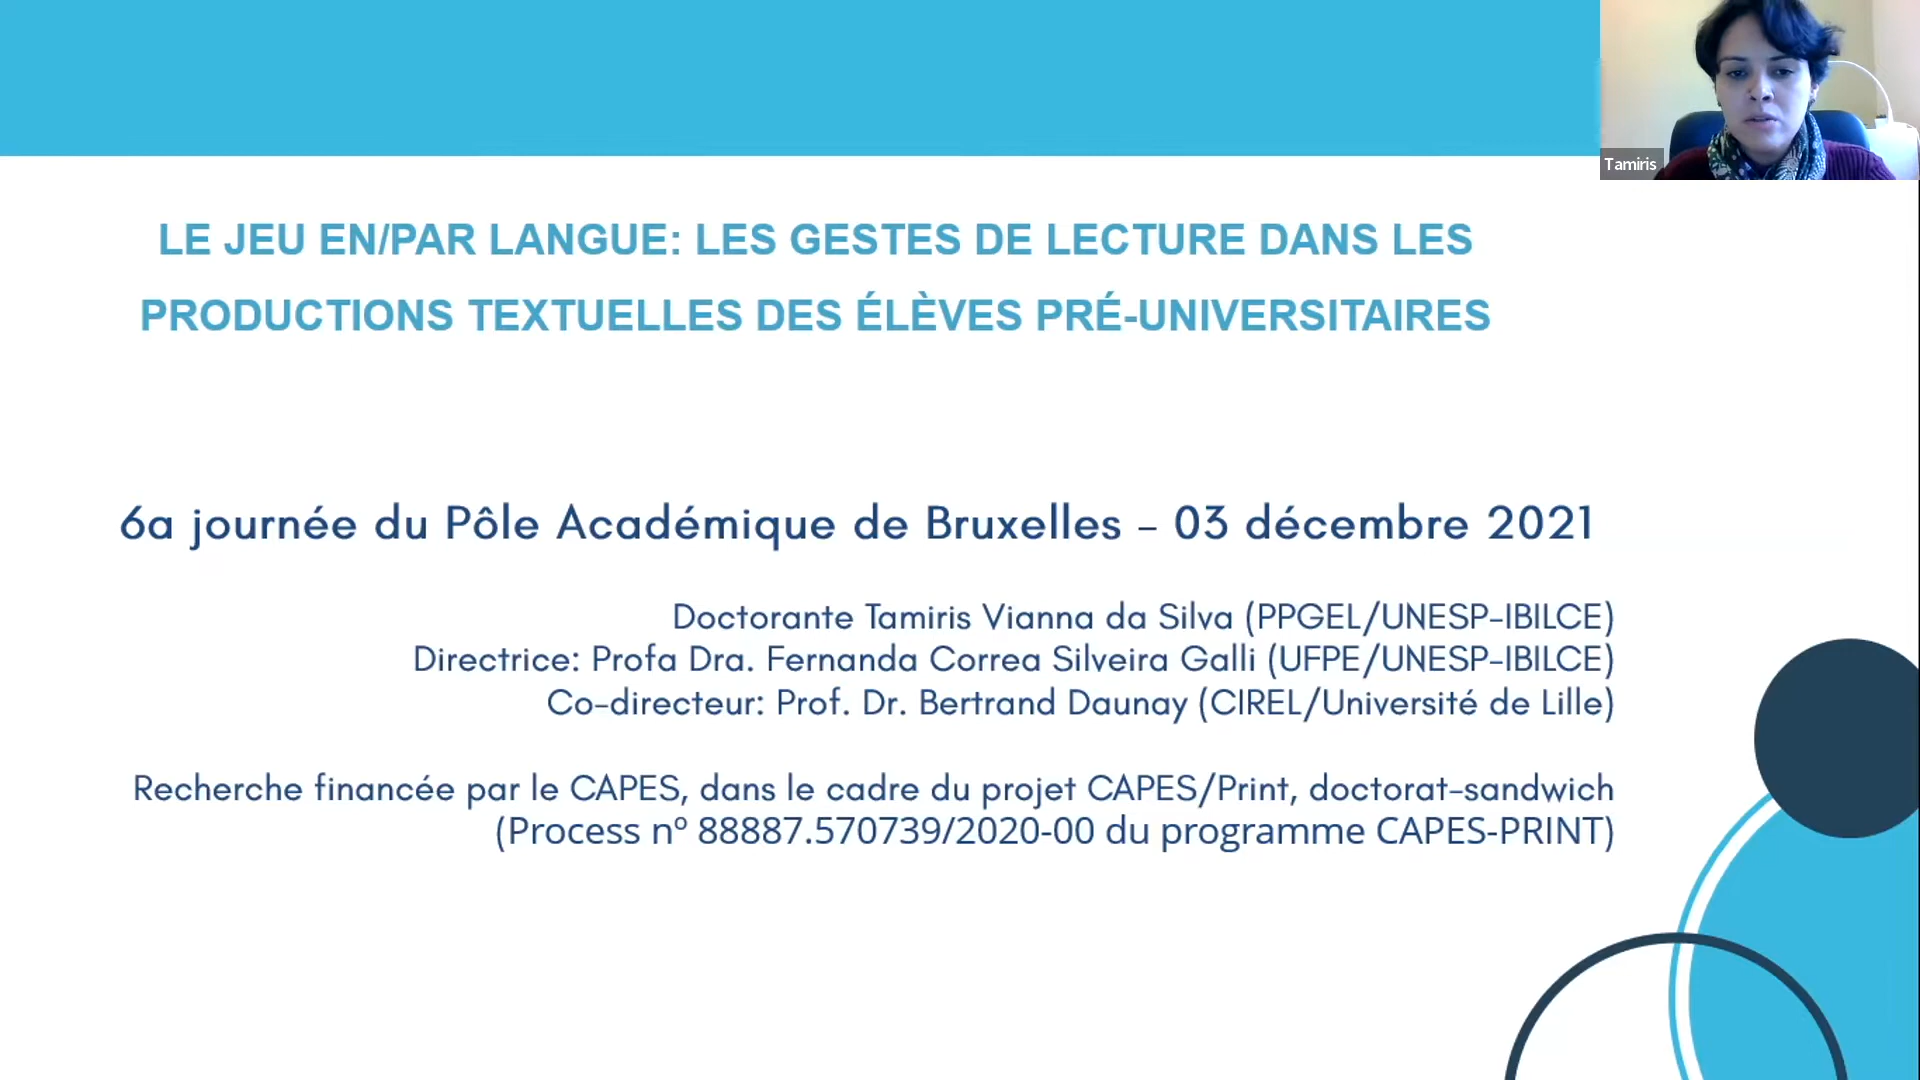 Tamiris
LE JEU EN/PAR LANGUE: LES GESTES DE LECTURE DANS LES
PRODUCTIONS TEXTUELLES DES ÉLÈVES PRÉ-UNIVERSITAIRES
6a journée du Pôle Académique de Bruxelles – 03 décembre 2021
Doctorante Tamiris Vianna da Silva (PPGEL/UNESP-IBILCE)
Directrice: Profa Dra. Fernanda Correa Silveira Galli (UFPE/UNESP-IBILCE)
Co-directeur: Prof. Dr. Bertrand Daunay (CIREL/Université de Lille)
Recherche financée par le CAPES, dans le cadre du projet CAPES/Print, doctorat-sandwich
(Process nº 88887.570739/2020-00 du programme CAPES-PRINT)